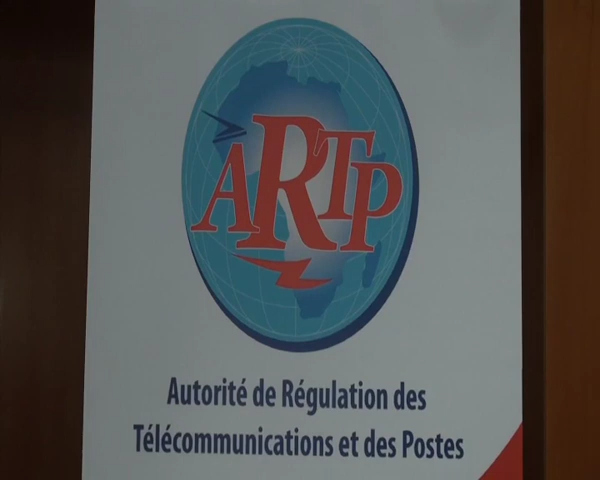 ARTP
Autorité de Régulation des
Télécommunications et des Postes